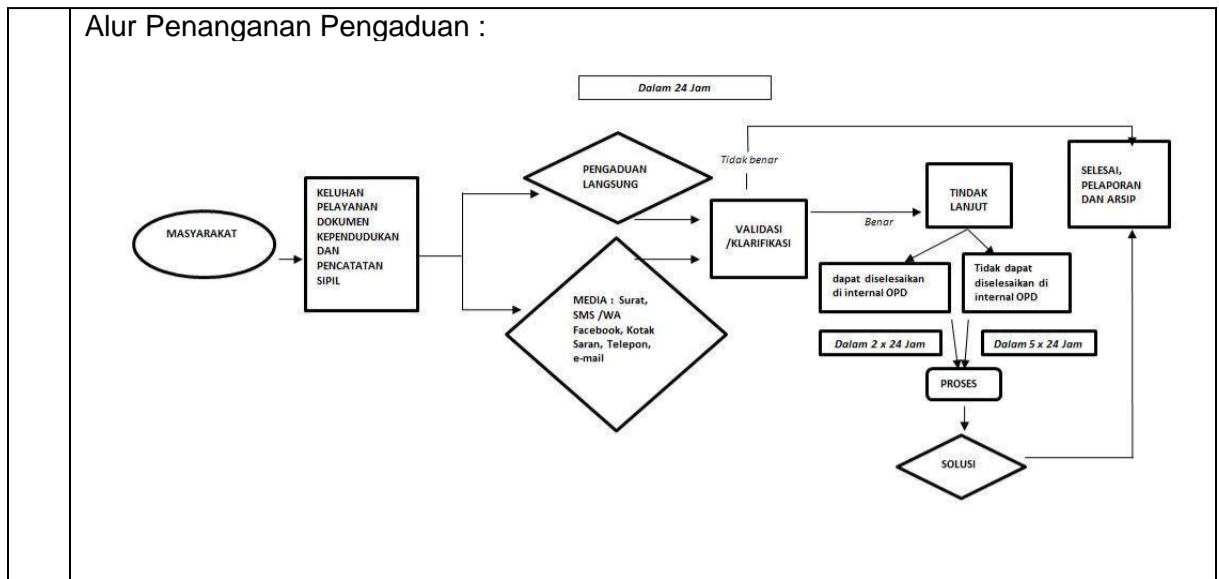 Alur Penanganan Pengaduan :
Dalam 24 Jam
MASYARAKAT
KELUHAN
PELAYANAN
DOKUMEN
KEPENDUDUKAN
DAN
PENCATATAN
SIPIL
PENGADUAN
LANGSUNG
MEDIA : Surat,
SMS /WA
Facebook, Kotak
Saran, Telepon,
e-mail
VALIDASI
/KLARIFIKASI
Tidak benar
Benar
TINDAK
LANJUT
dapat diselesaikan
di internal OPD
Tidak dapat
diselesaikan di
internal OPD
Dalam 2 x 24 Jam
Dalam 5 x 24 Jam
PROSES
SOLUSI
SELESAI,
PELAPORAN
DAN ARSIP